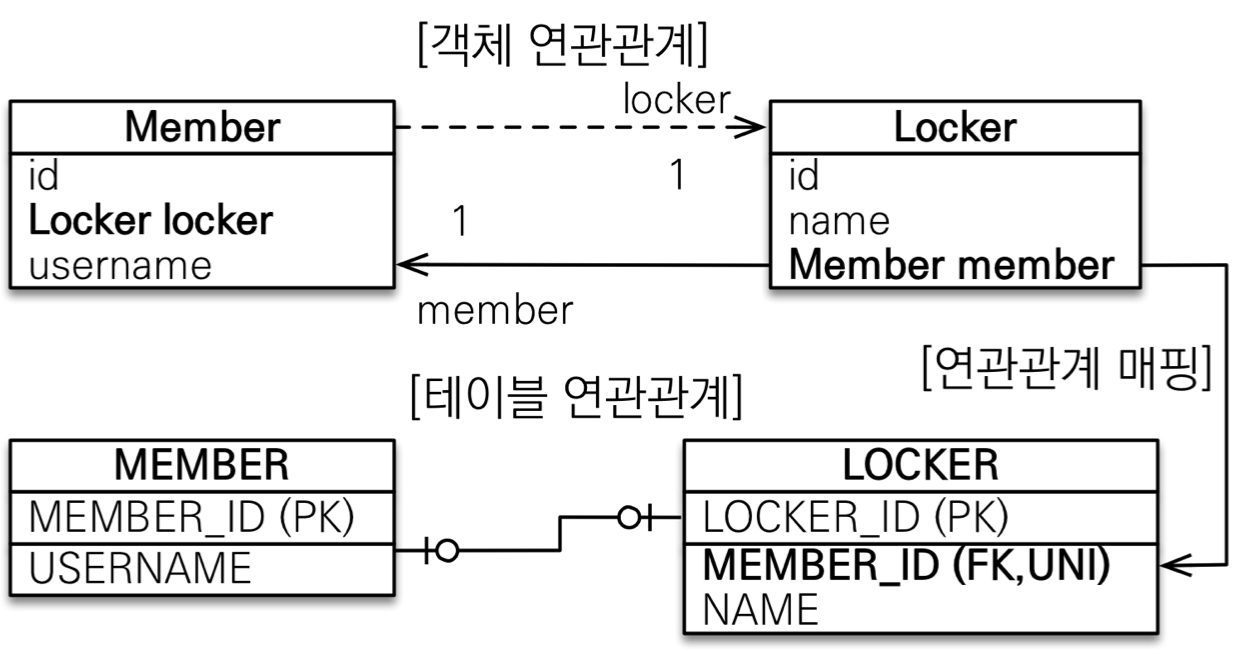 [객체 연관관계]
locker
Member
Locker
id
Locker locker
username
1
1
id
name
Member member
member
[연관관계 매핑]
[테이블 연관관계]
MEMBER
MEMBER_ID (PK)
USERNAME
LOCKER
LOCKER_ID (PK)
MEMBER_ID (FK,UNI)
NAME